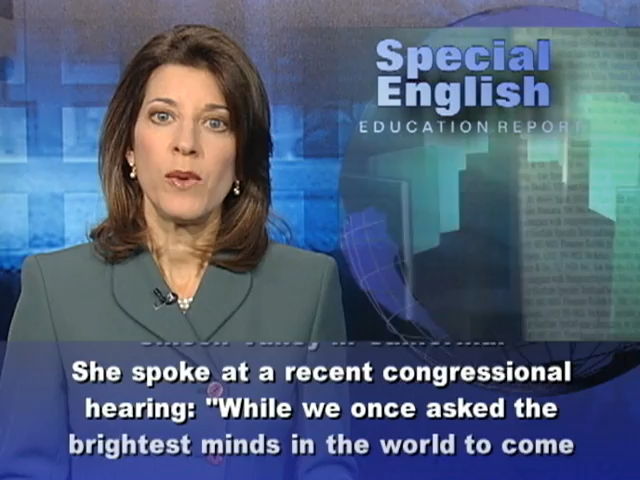 Special
English
EDUCATION REPORT
She spoke at a recent congressional
hearing: "While we once asked the
brightest minds in the world to come